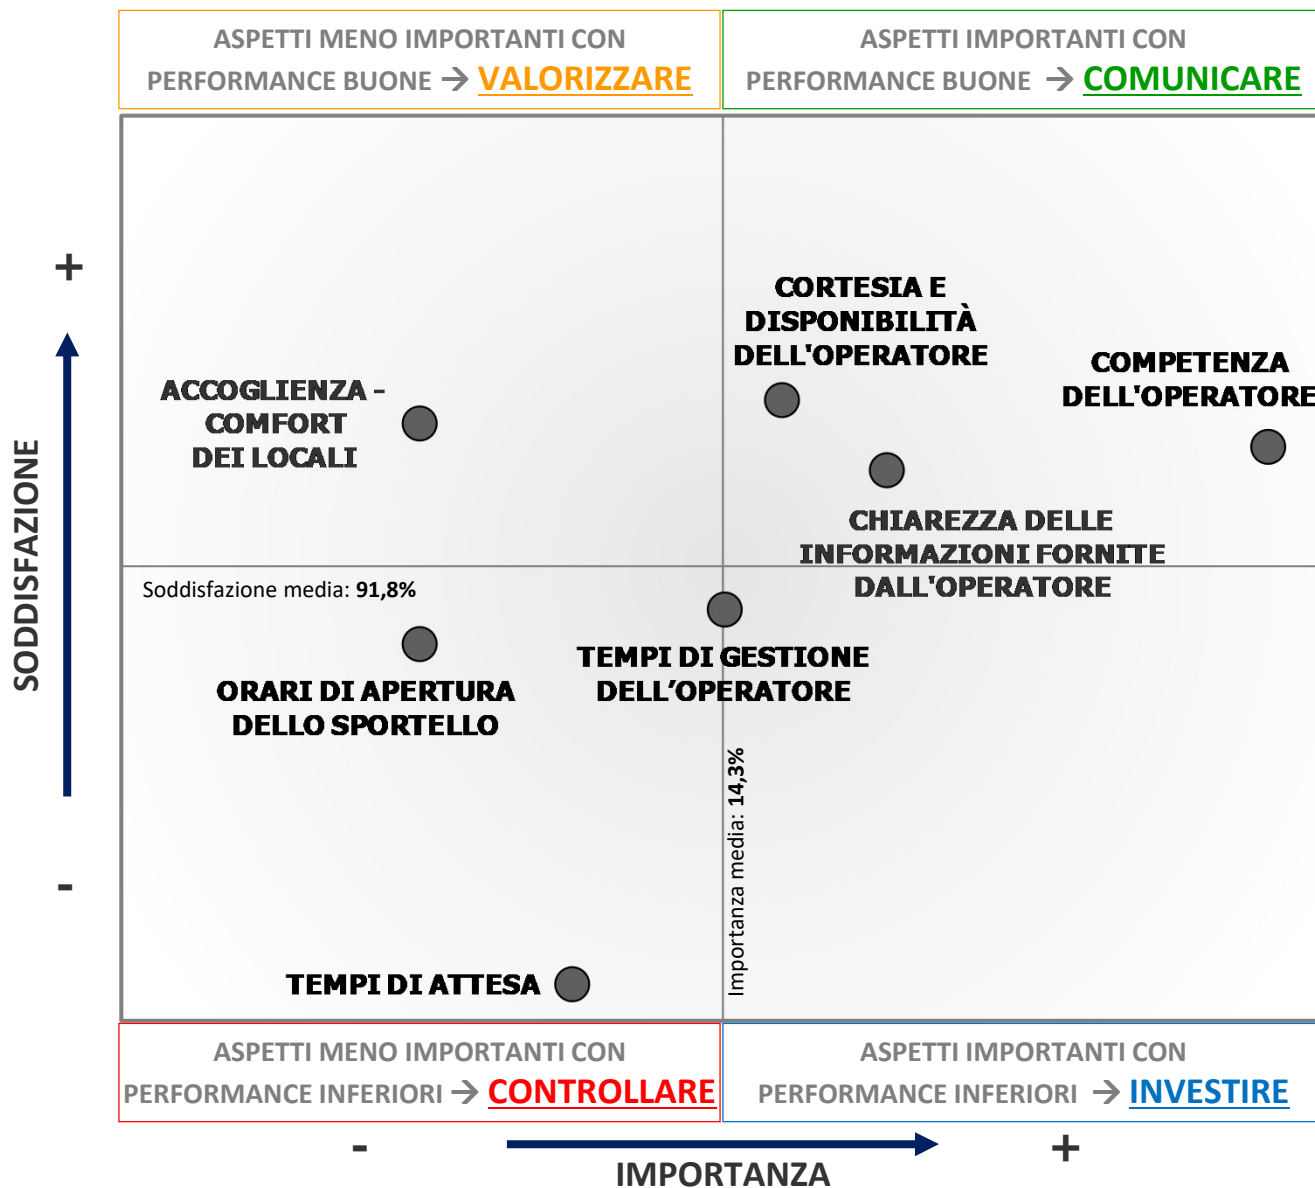 ASPETTI MENO IMPORTANTI CON
PERFORMANCE BUONE → VALORIZZARE
ASPETTI IMPORTANTI CON
PERFORMANCE BUONE → COMUNICARE
+
SODDISFAZIONE
-
CORTESIA E
DISPONIBILITÀ
DELL'OPERATORE
COMPETENZA
DELL'OPERATORE
ACCOGLIENZA -
COMFORT
DEI LOCALI
CHIAREZZA DELLE
INFORMAZIONI FORNITE
DALL'OPERATORE
Soddisfazione media: 91,8%
TEMPI DI GESTIONE
DELL’OPERATORE
ORARI DI APERTURA
DELLO SPORTELLO
Importanza media: 14,3%
TEMPI DI ATTESA
ASPETTI MENO IMPORTANTI CON
PERFORMANCE INFERIORI → CONTROLLARE
ASPETTI IMPORTANTI CON
PERFORMANCE INFERIORI → INVESTIRE
-
+
IMPORTANZA